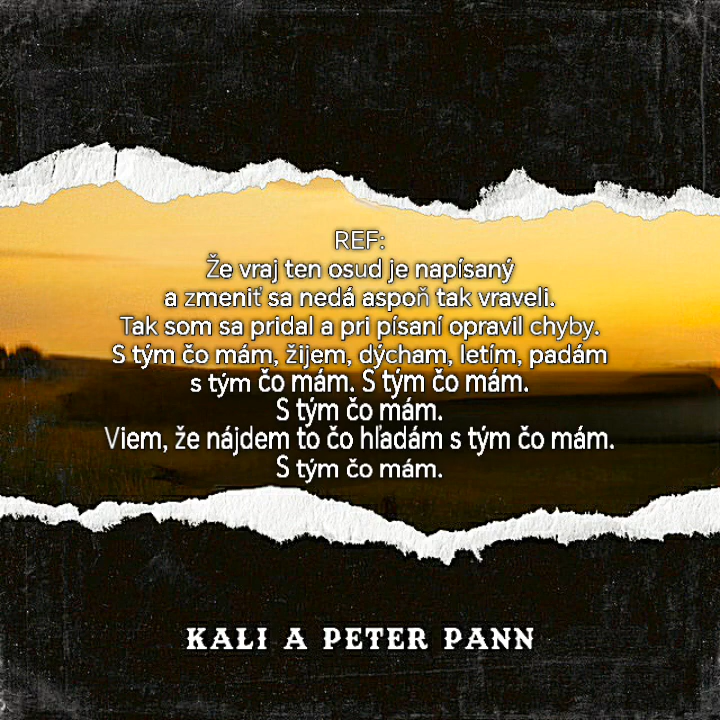 REF:
Že vraj ten osud je napísaný
a zmeniť sa nedá aspoň tak vraveli.
Tak som sa pridal a pri písaní opravil chyby.
S tým čo mám, žijem, dýcham, letím, padám
s tým čo mám. S tým čo mám.
S tým čo mám.
Viem, že nájdem to čo hľadám s tým čo mám.
S tým čo mám.
KALI A PETER PANN